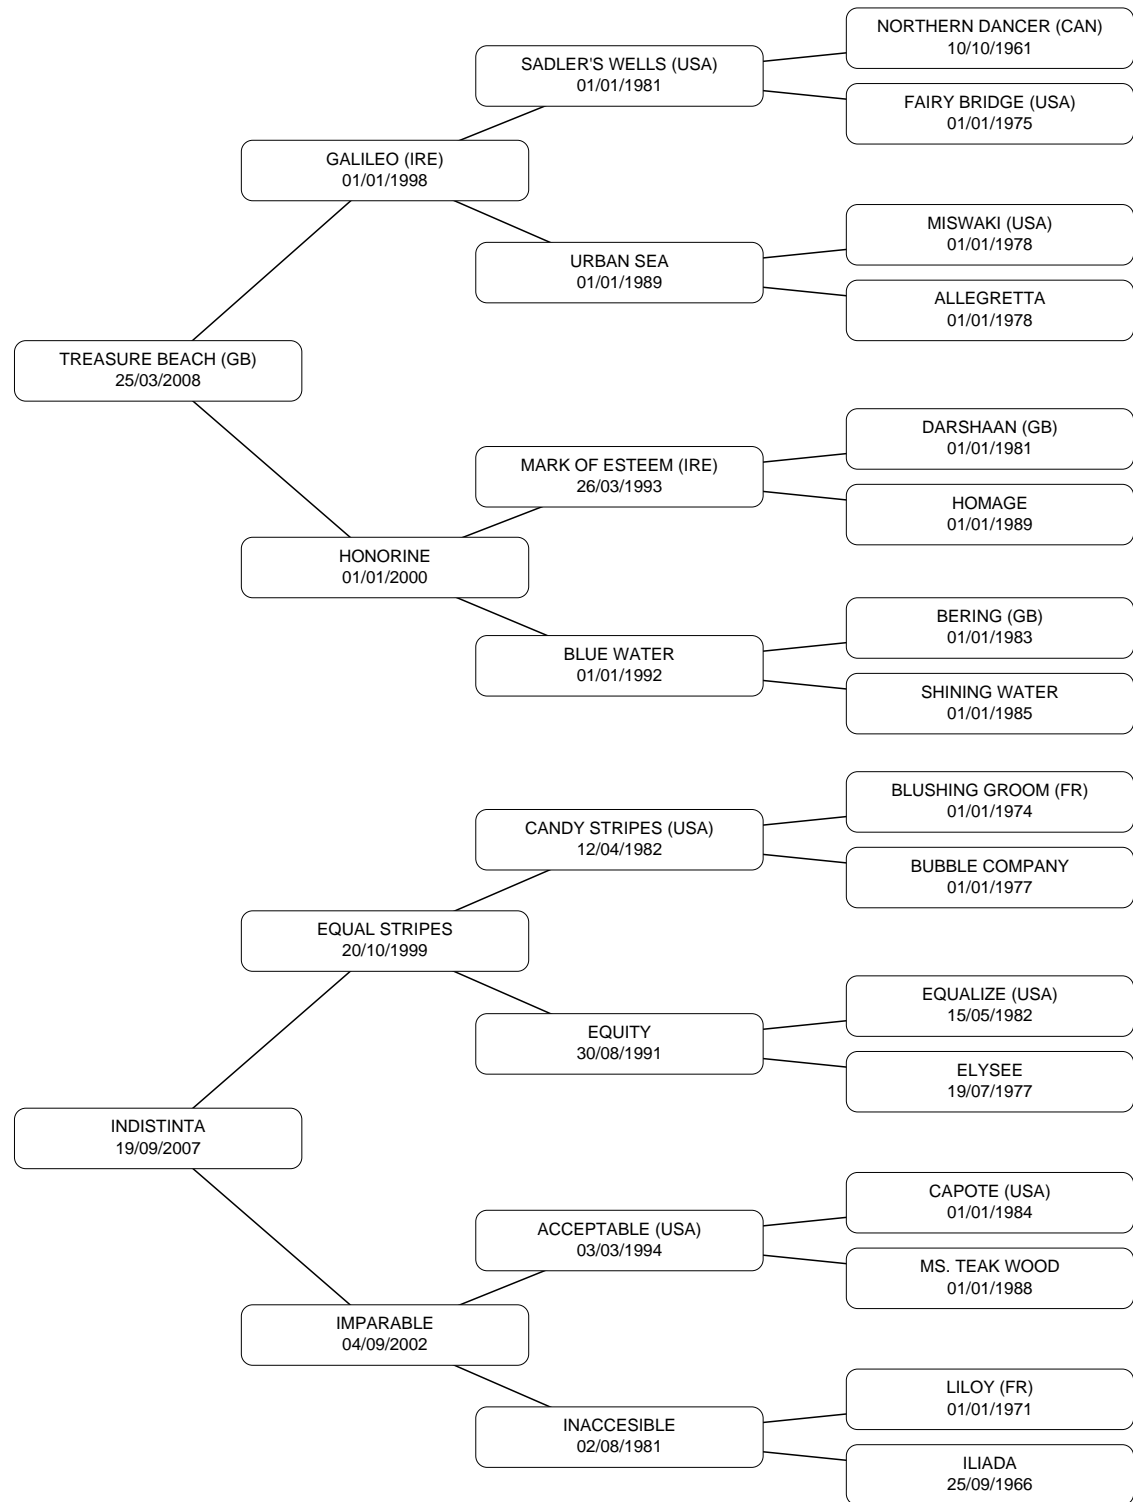 NORTHERN DANCER (CAN)
10/10/1961
SADLER'S WELLS (USA)
01/01/1981
FAIRY BRIDGE (USA)
01/01/1975
GALILEO (IRE)
01/01/1998
MISWAKI (USA)
01/01/1978
URBAN SEA
01/01/1989
ALLEGRETTA
01/01/1978
TREASURE BEACH (GB)
25/03/2008
DARSHAAN (GB)
01/01/1981
MARK OF ESTEEM (IRE)
26/03/1993
HOMAGE
01/01/1989
HONORINE
01/01/2000
BERING (GB)
01/01/1983
BLUE WATER
01/01/1992
SHINING WATER
01/01/1985
BLUSHING GROOM (FR)
01/01/1974
CANDY STRIPES (USA)
12/04/1982
BUBBLE COMPANY
01/01/1977
EQUAL STRIPES
20/10/1999
EQUALIZE (USA)
15/05/1982
EQUITY
30/08/1991
ELYSEE
19/07/1977
INDISTINTA
19/09/2007
CAPOTE (USA)
01/01/1984
ACCEPTABLE (USA)
03/03/1994
MS. TEAK WOOD
01/01/1988
IMPARABLE
04/09/2002
LILOY (FR)
01/01/1971
INACCESIBLE
02/08/1981
ILIADA
25/09/1966